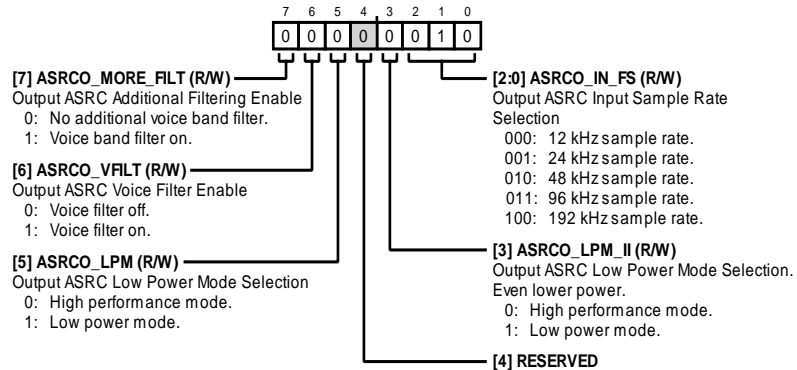 7 6 5 4 3 2 1 0
0 0 0 0 0 0 1 0
[7] ASRCO_MORE_FILT (R/W)
Output ASRC Additional Filtering Enable
0: No additional voice band filter.
1: Voice band filter on.
[6] ASRCO_VFILT (R/W)
Output ASRC Voice Filter Enable
0: Voice filter off.
1: Voice filter on.
[5] ASRCO_LPM (R/W)
Output ASRC Low Power Mode Selection
0: High performance mode.
1: Low power mode.
[2:0] ASRCO_IN_FS (R/W)
Output ASRC Input Sample Rate
Selection
000: 12 kHz sample rate.
001: 24 kHz sample rate.
010: 48 kHz sample rate.
011: 96 kHz sample rate.
100: 192 kHz sample rate.
[3] ASRCO_LPM_II (R/W)
Output ASRC Low Power Mode Selection.
Even lower power.
0: High performance mode.
1: Low power mode.
[4] RESERVED